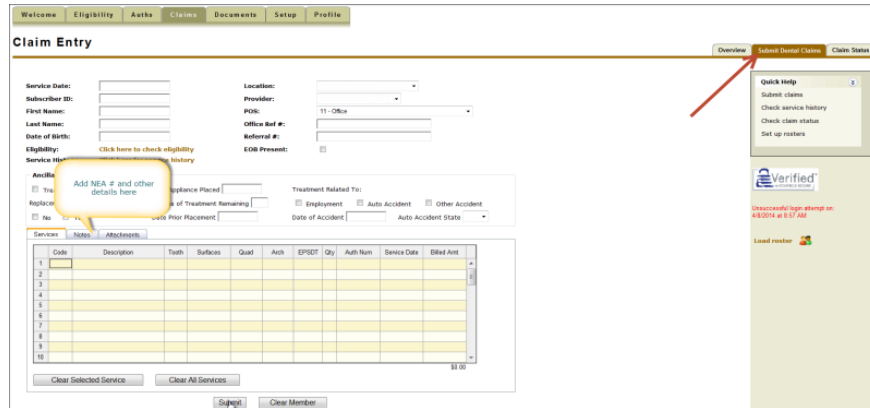 Welcome Eligibility Auths Claims Documents Setup Profile
Claim Entry
Overview Submit Dental Claims Claim Status
Service Date: Location:
Subscriber ID: Provider:
First Name: POS: 11 - Office
Last Name: Office Ref #:
Date of Birth: Referral #:
Eligibility: Click here to check eligibility EOB Present:
Service history
Quick Help
Submit claims
Check service history
Check claim status
Set up rosters
Verified
Unsuccessful login attempt on:
4/8/2014 at 8:57 AM
Load roster
Add NEA # and other
details here
Appliance Placed Treatment Related To:
of Treatment Remaining Employment Auto Accident Other Accident
No Date Prior Placement Date of Accident Auto Accident State
Services Notes Attachments
Code Description Tooth Surfaces Quad Arch EPSDT Qty Auth Num Service Date Billed Amt
1
2
3
4
5
6
7
8
9
10
$0.00
Clear Selected Service Clear All Services
Submit Clear Member